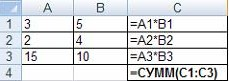 A B C
1 3 5 =A1*B1
2 2 4 =A2*B2
3 15 10 =A3*B3
4 =СУММ(C1:C3)